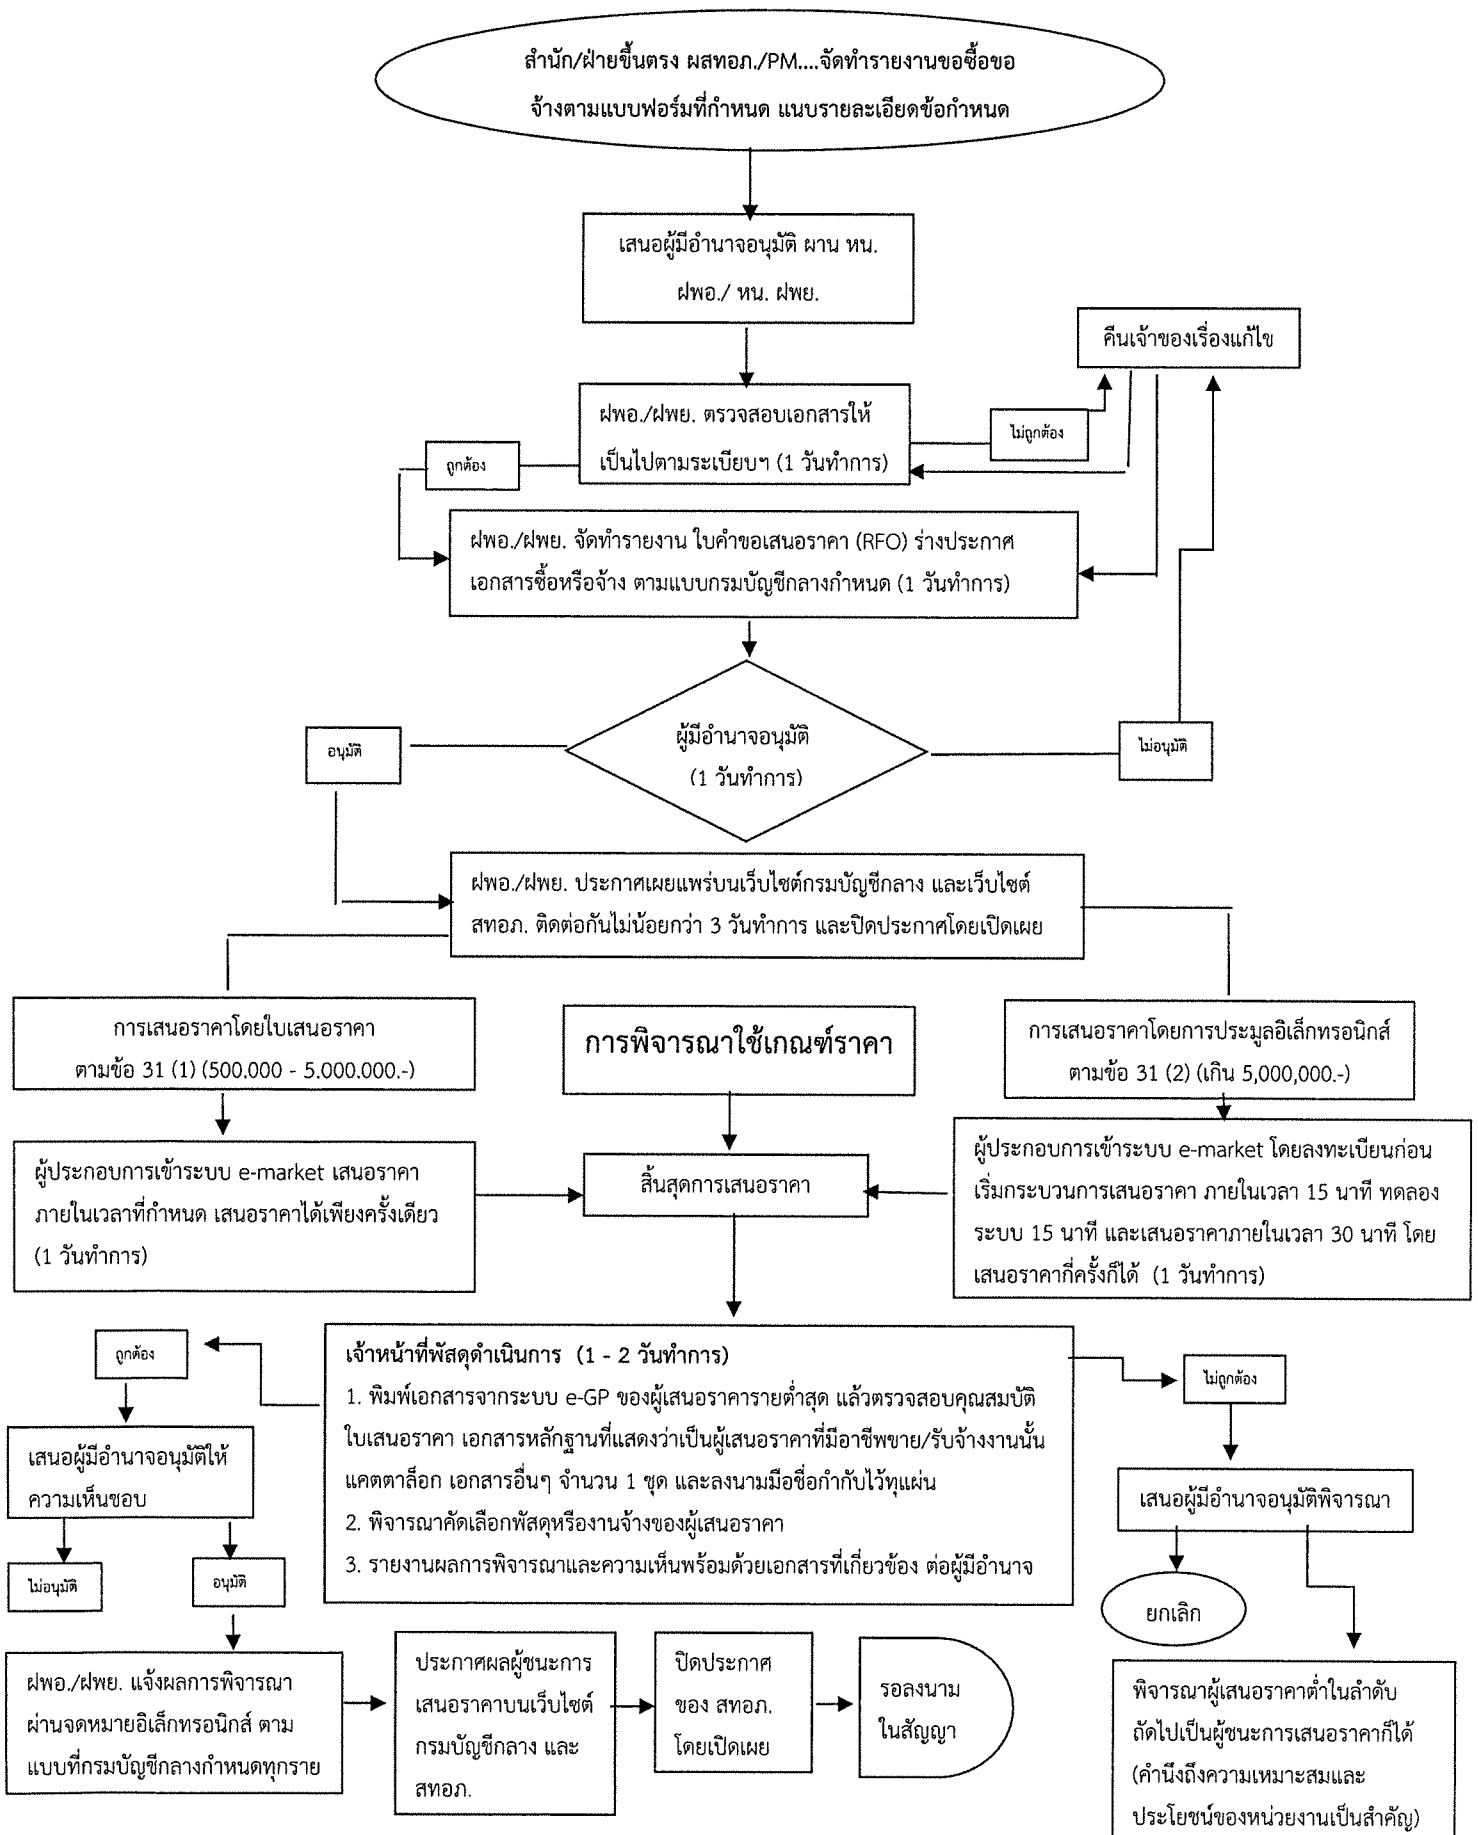 สำนัก/ฝ่ายขึ้นตรง ผสทอภ./PM....จัดทำรายงานขอซื้อขอ
จ้างตามแบบฟอร์มที่กำหนด แนบรายละเอียดข้อกำหนด
เสนอผู้มีอำนาจอนุมัติ ผาน หน.
ฝพอ./ หน. ฝพย.
คืนเจ้าของเรื่องแก้ไข
ฝพอ./ฝพย. ตรวจสอบเอกสารให้
เป็นไปตามระเบียบฯ (1 วันทำการ)
ไม่ถูกต้อง
ถูกต้อง
ฝพอ./ฝพย. จัดทำรายงาน ใบคำขอเสนอราคา (RFO) ร่างประกาศ
เอกสารซื้อหรือจ้าง ตามแบบกรมบัญชีกลางกำหนด (1 วันทำการ)
ผู้มีอำนาจอนุมัติ
(1 วันทำการ)
อนุมัติ
ไม่อนุมัติ
ฝพอ./ฝพย. ประกาศเผยแพร่บนเว็บไซต์กรมบัญชีกลาง และเว็บไซต์
สทอภ. ติดต่อกันไม่น้อยกว่า 3 วันทำการ และปิดประกาศโดยเปิดเผย
การเสนอราคาโดยใบเสนอราคา
ตามข้อ 31 (1) (500.000 - 5.000.000.-)
การพิจารณาใช้เกณฑ์ราคา
การเสนอราคาโดยการประมูลอิเล็กทรอนิกส์
ตามข้อ 31 (2) (เกิน 5,000,000.-)
ผู้ประกอบการเข้าระบบ e-market เสนอราคา
ภายในเวลาที่กำหนด เสนอราคาได้เพียงครั้งเดียว
(1 วันทำการ)
สิ้นสุดการเสนอราคา
ผู้ประกอบการเข้าระบบ e-market โดยลงทะเบียนก่อน
เริ่มกระบวนการเสนอราคา ภายในเวลา 15 นาที ทดลอง
ระบบ 15 นาที และเสนอราคาภายในเวลา 30 นาที โดย
เสนอราคากี่ครั้งก็ได้ (1 วันทำการ)
ถูกต้อง
เจ้าหน้าที่พัสดุดำเนินการ (1 - 2 วันทำการ)
1. พิมพ์เอกสารจากระบบ e-GP ของผู้เสนอราคารายต่ำสุด แล้วตรวจสอบคุณสมบัติ
ใบเสนอราคา เอกสารหลักฐานที่แสดงว่าเป็นผู้เสนอราคาที่มีอาชีพขาย/รับจ้างงานนั้น
แคตตาล็อก เอกสารอื่นๆ จำนวน 1 ชุด และลงนามมือชื่อกำกับไว้ทุแผ่น
2. พิจารณาคัดเลือกพัสดุหรืองานจ้างของผู้เสนอราคา
3. รายงานผลการพิจารณาและความเห็นพร้อมด้วยเอกสารที่เกี่ยวข้อง ต่อผู้มีอำนาจ
ไม่ถูกต้อง
เสนอผู้มีอำนาจอนุมัติให้
ความเห็นชอบ
เสนอผู้มีอำนาจอนุมัติพิจารณา
ไม่อนุมัติ
อนุมัติ
ยกเลิก
ฝพอ./ฝพย. แจ้งผลการพิจารณา
ผ่านจดหมายอิเล็กทรอนิกส์ ตาม
แบบที่กรมบัญชีกลางกำหนดทุกราย
ประกาศผลผู้ชนะการ
เสนอราคาบนเว็บไซต์
กรมบัญชีกลาง และ
สทอภ.
ปิดประกาศ
ของ สทอภ.
โดยเปิดเผย
รอลงนาม
ในสัญญา
พิจารณาผู้เสนอราคาต่ำในลำดับ
ถัดไปเป็นผู้ชนะการเสนอราคาก็ได้
(คำนึงถึงความเหมาะสมและ
ประโยชน์ของหน่วยงานเป็นสำคัญ)